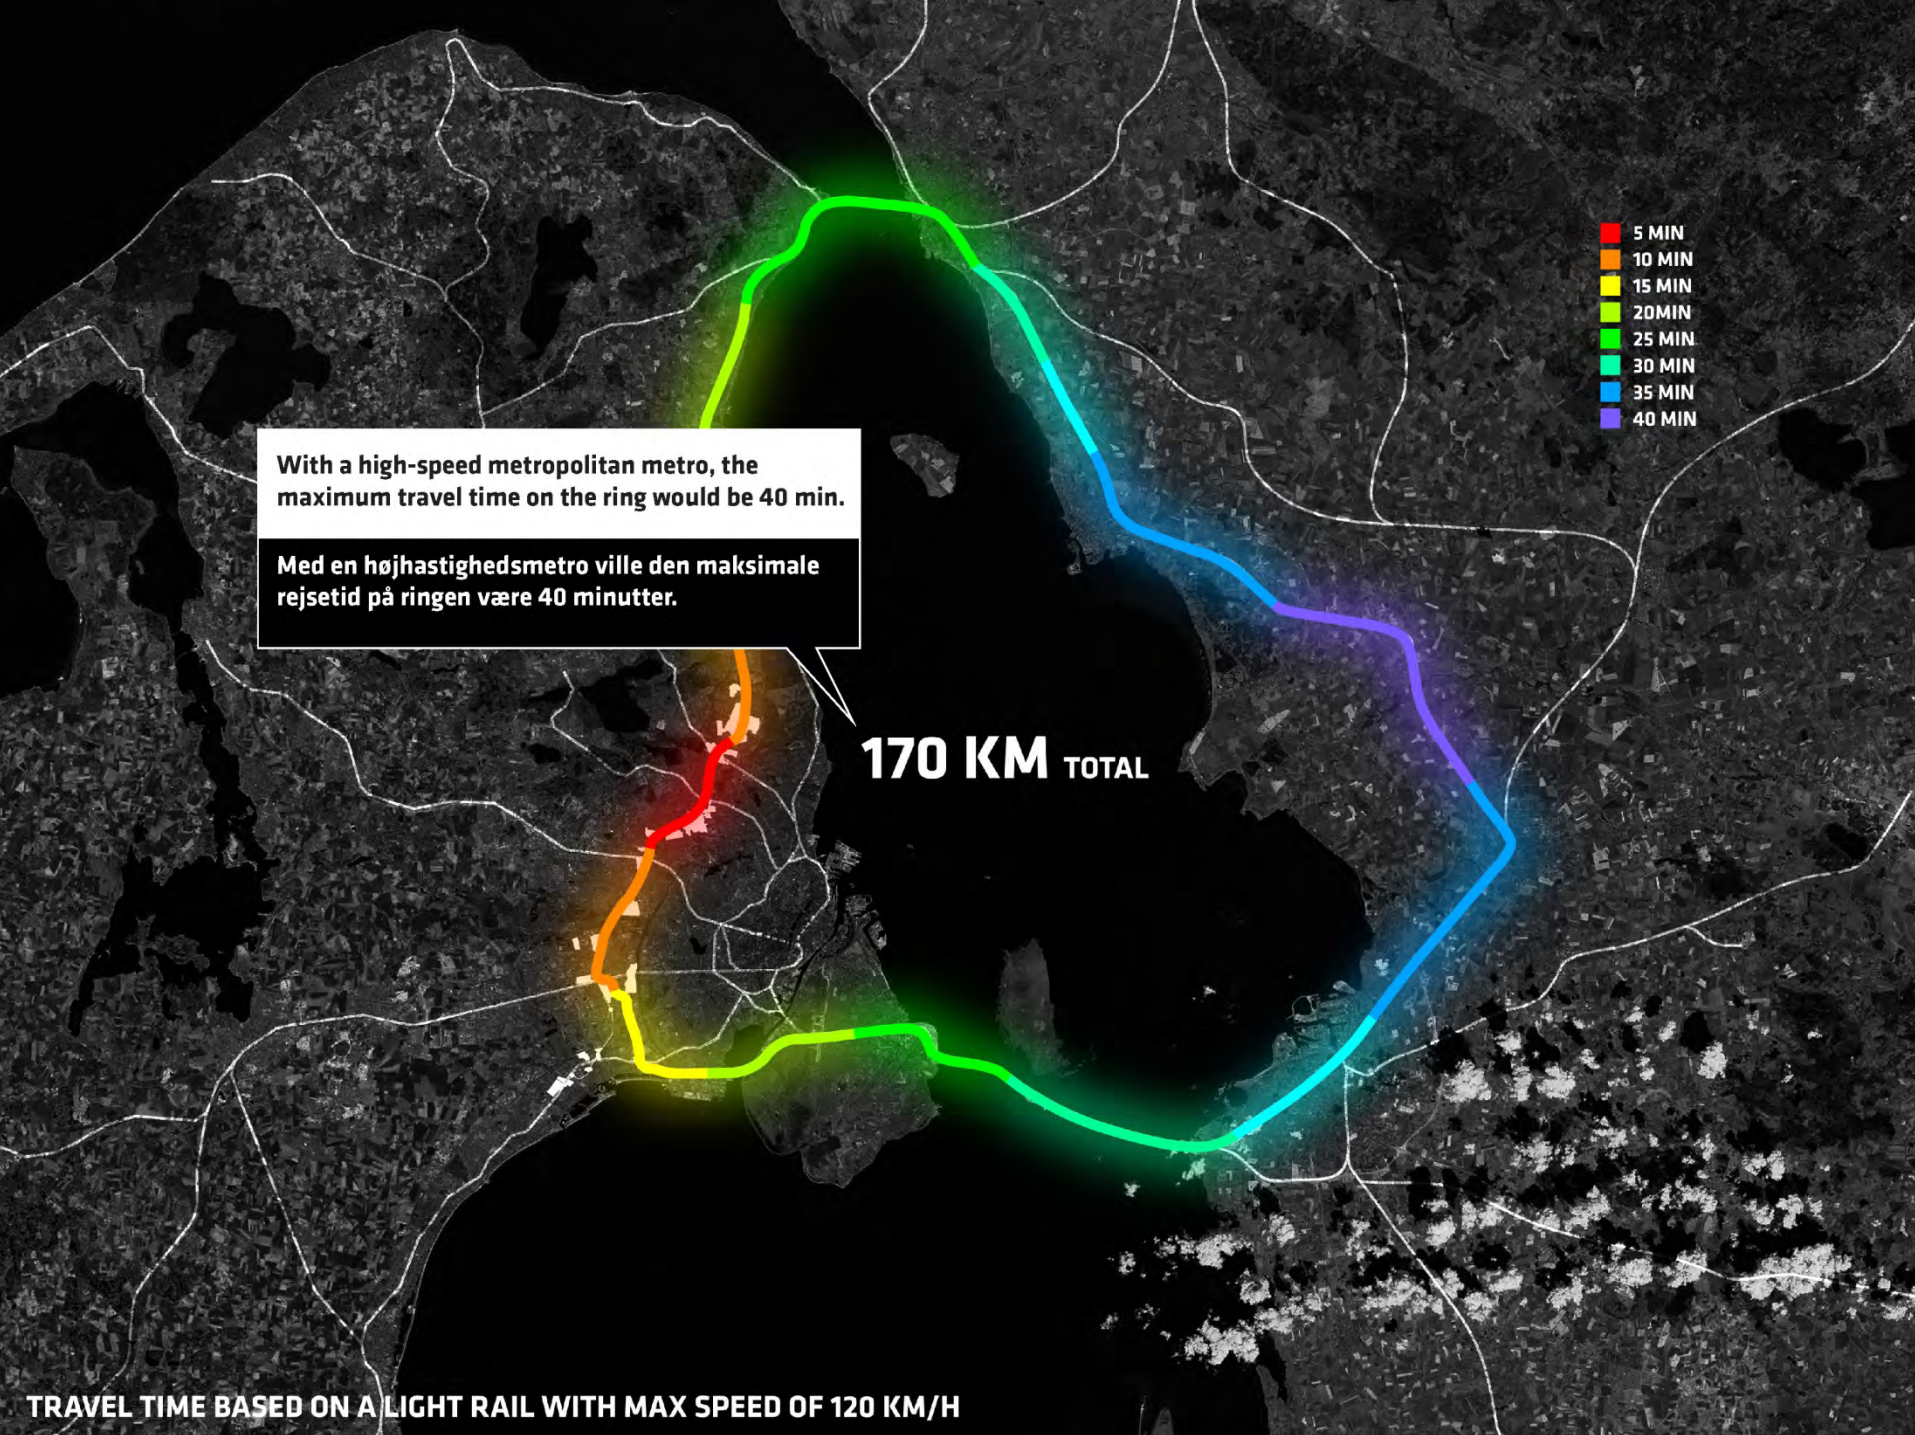 5 MIN
10 MIN
15 MIN
20MIN
25 MIN
30 MIN
35 MIN
40 MIN
With a high-speed metropolitan metro, the
maximum travel time on the ring would be 40 min.
Med en højhastighedsmetro ville den maksimale
rejsetid på ringen være 40 minutter.
170 KM TOTAL
TRAVEL TIME BASED ON A LIGHT RAIL WITH MAX SPEED OF 120 KM/H